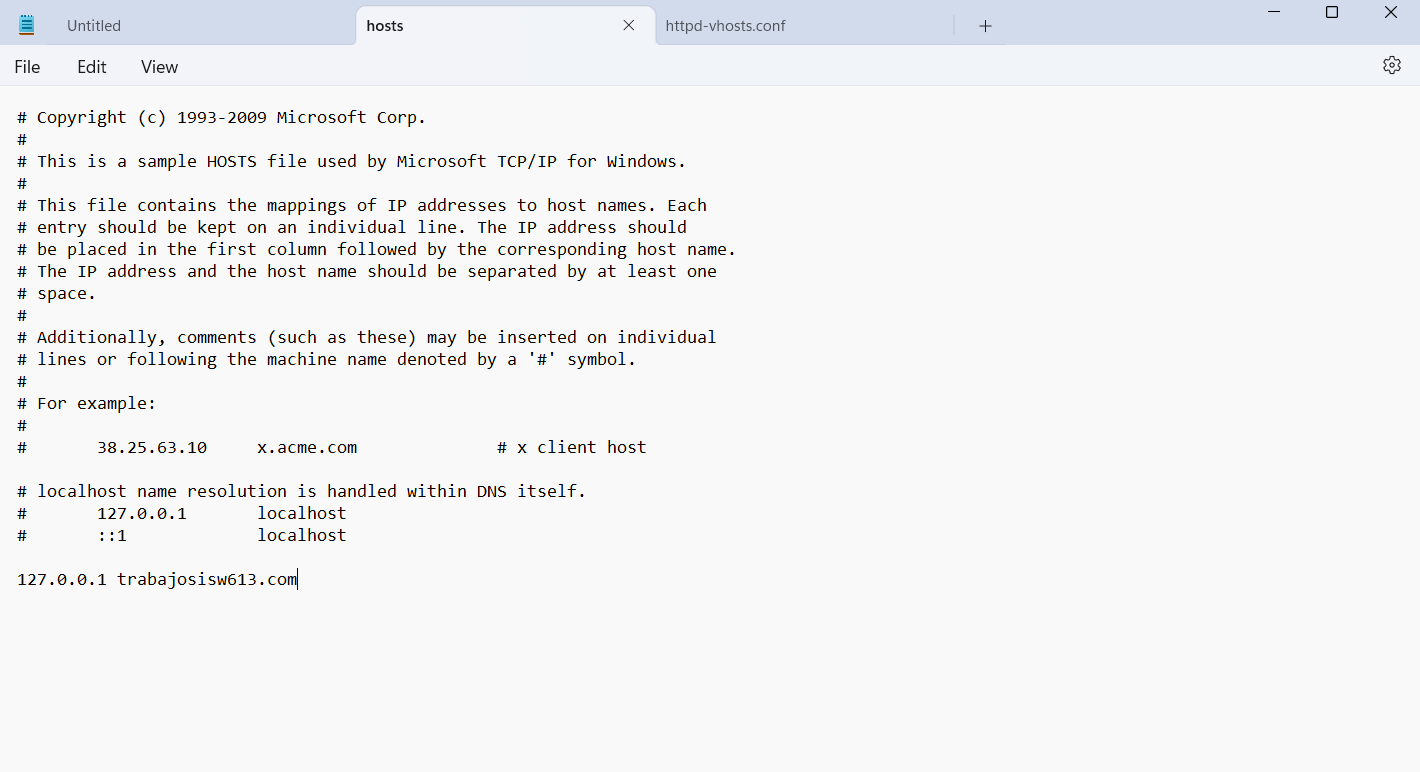 Untitled
hosts
httpd-vhosts.conf
File Edit View
# Copyright (c) 1993-2009 Microsoft Corp.
#
# This is a sample HOSTS file used by Microsoft TCP/IP for Windows.
#
# This file contains the mappings of IP addresses to host names. Each
# entry should be kept on an individual line. The IP address should
# be placed in the first column followed by the corresponding host name.
# The IP address and the host name should be separated by at least one
# space.
#
# Additionally, comments (such as these) may be inserted on individual
# lines or following the machine name denoted by a '#' symbol.
#
# For example:
#
#       38.25.63.10     x.acme.com              # x client host

# localhost name resolution is handled within DNS itself.
#       127.0.0.1       localhost
#       ::1             localhost

127.0.0.1 trabajosisw613.com